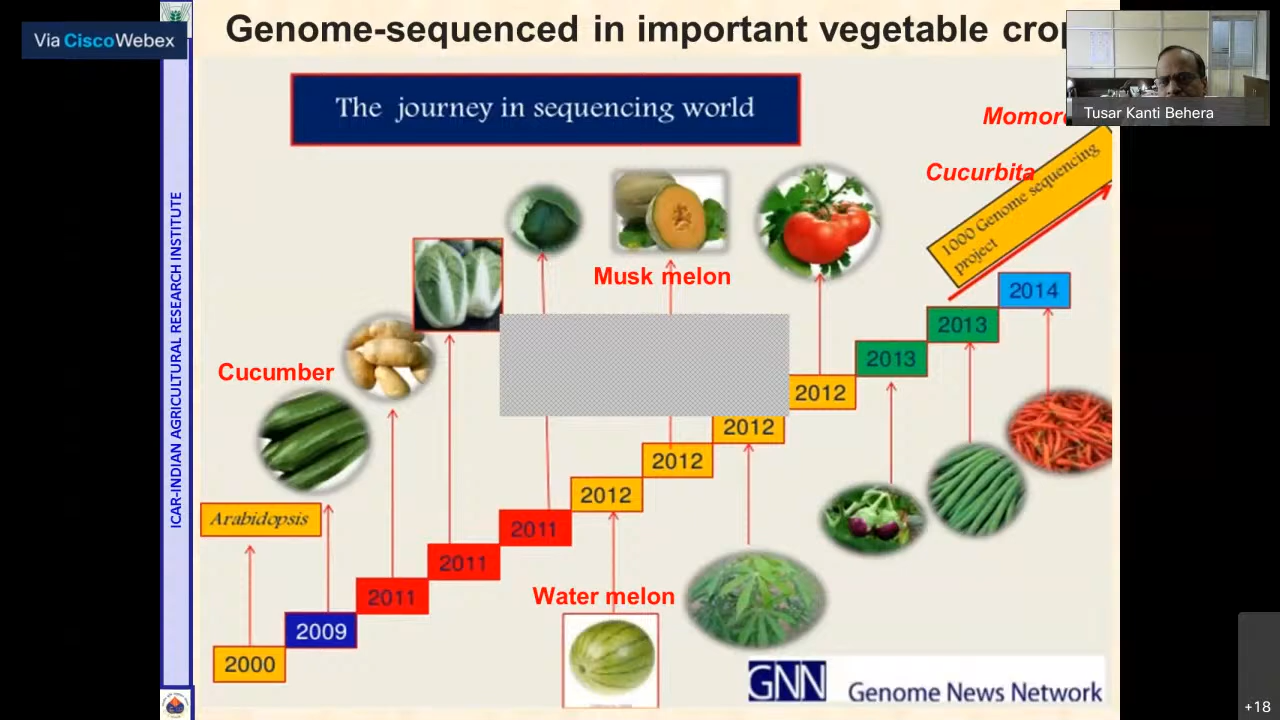 Via Cisco Webex
Genome-sequenced in important vegetable
Tusar Kanti Behera
ICAR-INDIAN AGRICULTURAL RESEARCH INSTITUTE
The journey in sequencing world
Cucurbita
1000 Genome sequencing
project
Musk melon
Cucumber
Arabidopsis
Water melon
2000
2009
2011
2011
2011
2012
2012
2012
2012
2013
2013
2014
GNN Genome News Network
+18